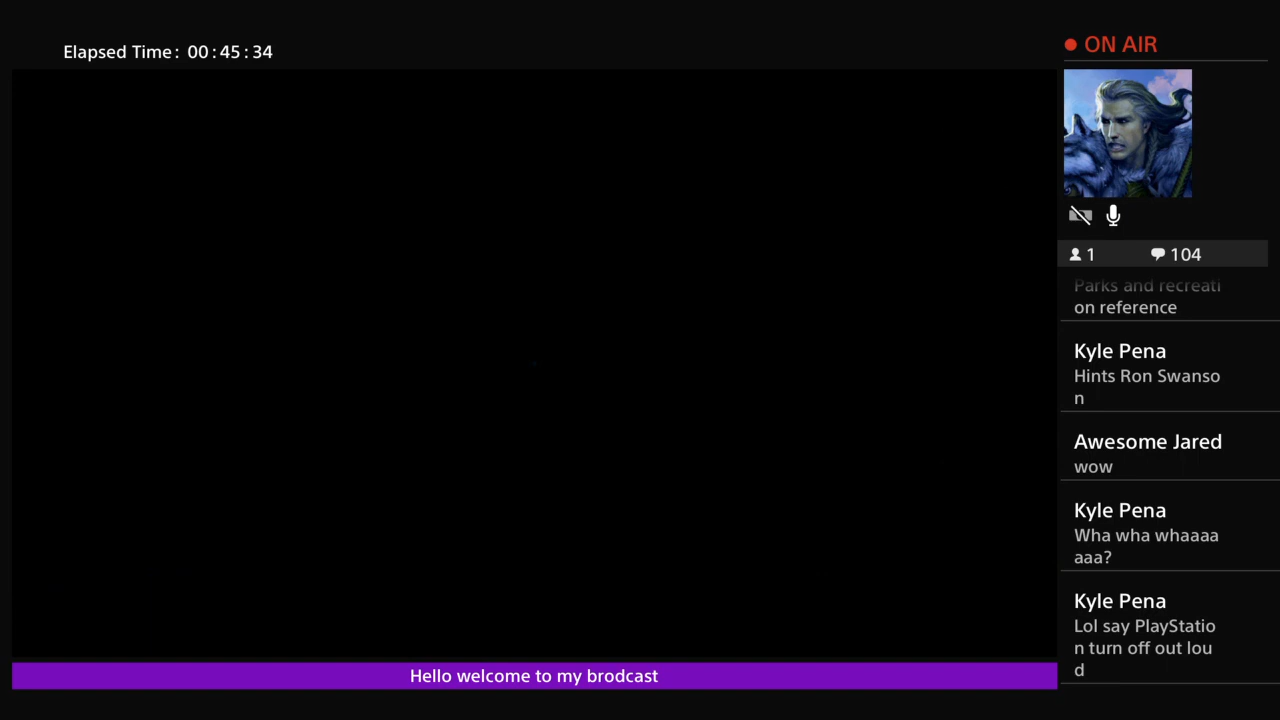 Elapsed Time: 00:45:34
ON AIR
1 104
Parks and recreati
on reference
Kyle Pena
Hints Ron Swanso
n
Awesome Jared
wow
Kyle Pena
Wha wha whaaaa
aaa?
Kyle Pena
Lol say PlayStatio
n turn off out lou
d
Hello welcome to my brodcast